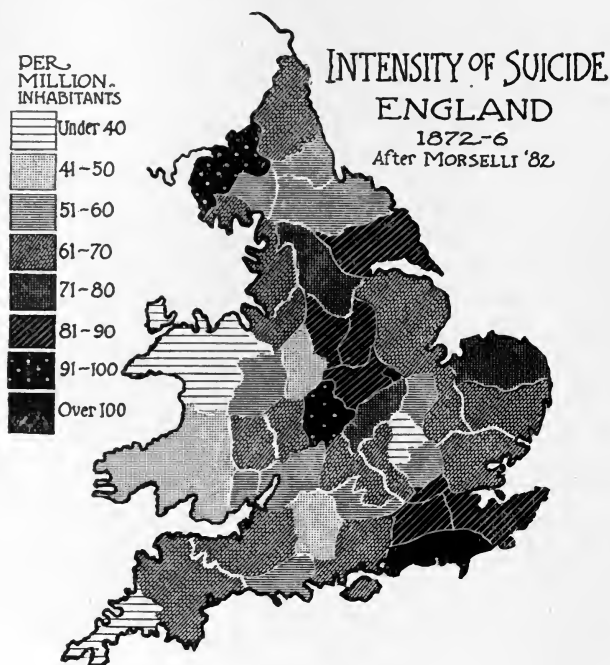 INTENSITY OF SUICIDE
ENGLAND
1872-6
After MORSELLI '82
PER
MILLION
INHABITANTS
Under 40
41-50
51-60
61-70
71-80
81-90
91-100
Over 100